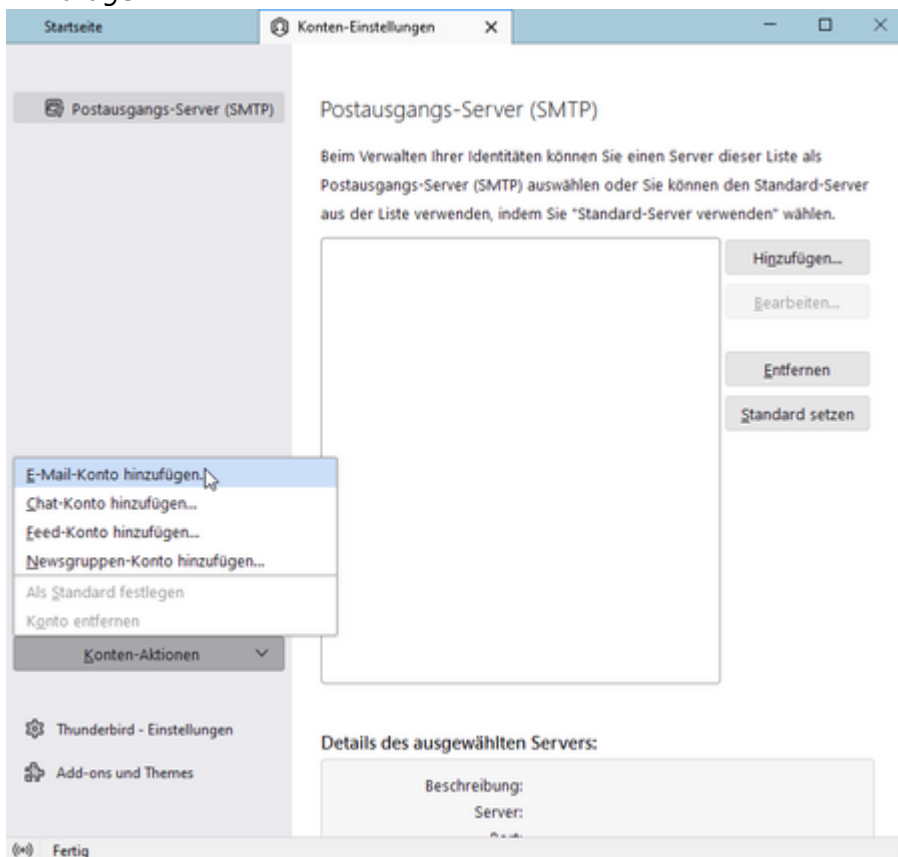 Startseite
Konten-Einstellungen
Postausgangs-Server (SMTP)
Postausgangs-Server (SMTP)
Beim Verwalten Ihrer Identitäten können Sie einen Server dieser Liste als
Postausgangs-Server (SMTP) auswählen oder Sie können den Standard-Server
aus der Liste verwenden, indem Sie "Standard-Server verwenden" wählen.
Hinzufügen...
Bearbeiten...
Entfernen
Standard setzen
E-Mail-Konto hinzufügen...
Chat-Konto hinzufügen...
Feed-Konto hinzufügen...
Newsgruppen-Konto hinzufügen...
Als Standard festlegen
Konto entfernen
Konten-Aktionen
Thunderbird - Einstellungen
Add-ons und Themes
Details des ausgewählten Servers:
Beschreibung:
Server:
Fertig